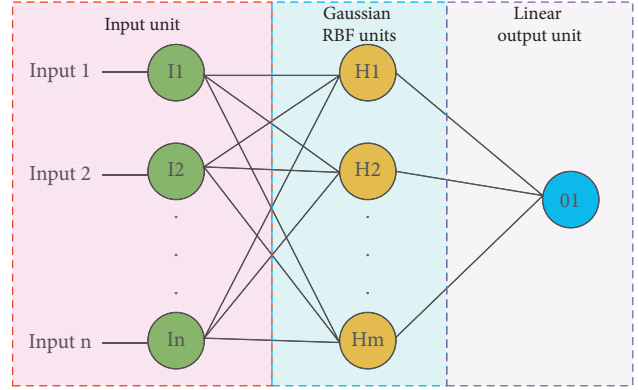 Input unit
Gaussian
RBF units
Linear
output unit
Input 1
I1
H1
Input 2
I2
H2
01
Input n
In
Hm